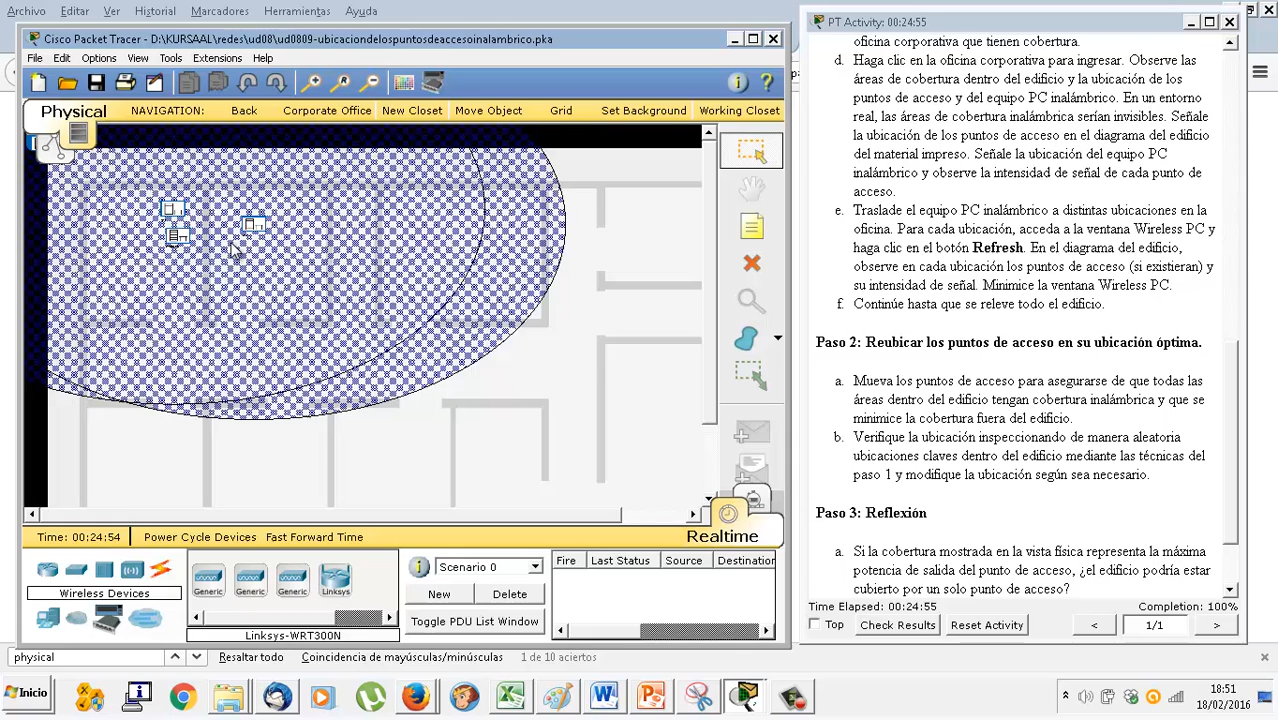 Archivo Editar Ver Historial Marcadores Herramientas Ayuda
Cisco Packet Tracer - D:\KURSAAL\redes\ud08\ud0809-ubicaciondelospuntosdeaccesoinalambrico.pka
File Edit Options View Tools Extensions Help
Physical NAVIGATION: Back Corporate Office New Closet Move Object Grid Set Background Working Closet
Realtime
Time: 00:24:54 Power Cycle Devices Fast Forward Time
Wireless Devices
Generic Generic Generic Linksys
Linksys-WRT300N
Scenario 0
New Delete
Toggle PDU List Window
Fire Last Status Source Destination
PT Activity: 00:24:55
oficina corporativa que tienen cobertura.
d. Haga clic en la oficina corporativa para ingresar. Observe las
áreas de cobertura dentro del edificio y la ubicación de los
puntos de acceso y del equipo PC inalámbrico. En un entorno
real, las áreas de cobertura inalámbrica serían invisibles. Señale
la ubicación de los puntos de acceso en el diagrama del edificio
del material impreso. Señale la ubicación del equipo PC
inalámbrico y observe la intensidad de señal de cada punto de
acceso.
e. Traslade el equipo PC inalámbrico a distintas ubicaciones en la
oficina. Para cada ubicación, acceda a la ventana Wireless PC y
haga clic en el botón Refresh. En el diagrama del edificio,
observe en cada ubicación los puntos de acceso (si existieran) y
su intensidad de señal. Minimice la ventana Wireless PC.
f. Continúe hasta que se releve todo el edificio.
Paso 2: Reubicar los puntos de acceso en su ubicación óptima.
a. Mueva los puntos de acceso para asegurarse de que todas las
áreas dentro del edificio tengan cobertura inalámbrica y que se
minimice la cobertura fuera del edificio.
b. Verifique la ubicación inspeccionando de manera aleatoria
ubicaciones claves dentro del edificio mediante las técnicas del
paso 1 y modifique la ubicación según sea necesario.
Paso 3: Reflexión
a. Si la cobertura mostrada en la vista física representa la máxima
potencia de salida del punto de acceso, ¿el edificio podría estar
cubierto por un solo punto de acceso?
Time Elapsed: 00:24:55 Completion: 100%
Top Check Results Reset Activity < 1/1 >
physical Resaltar todo Coincidencia de mayúsculas/minúsculas 1 de 10 aciertos
Inicio
18:51
18/02/2016